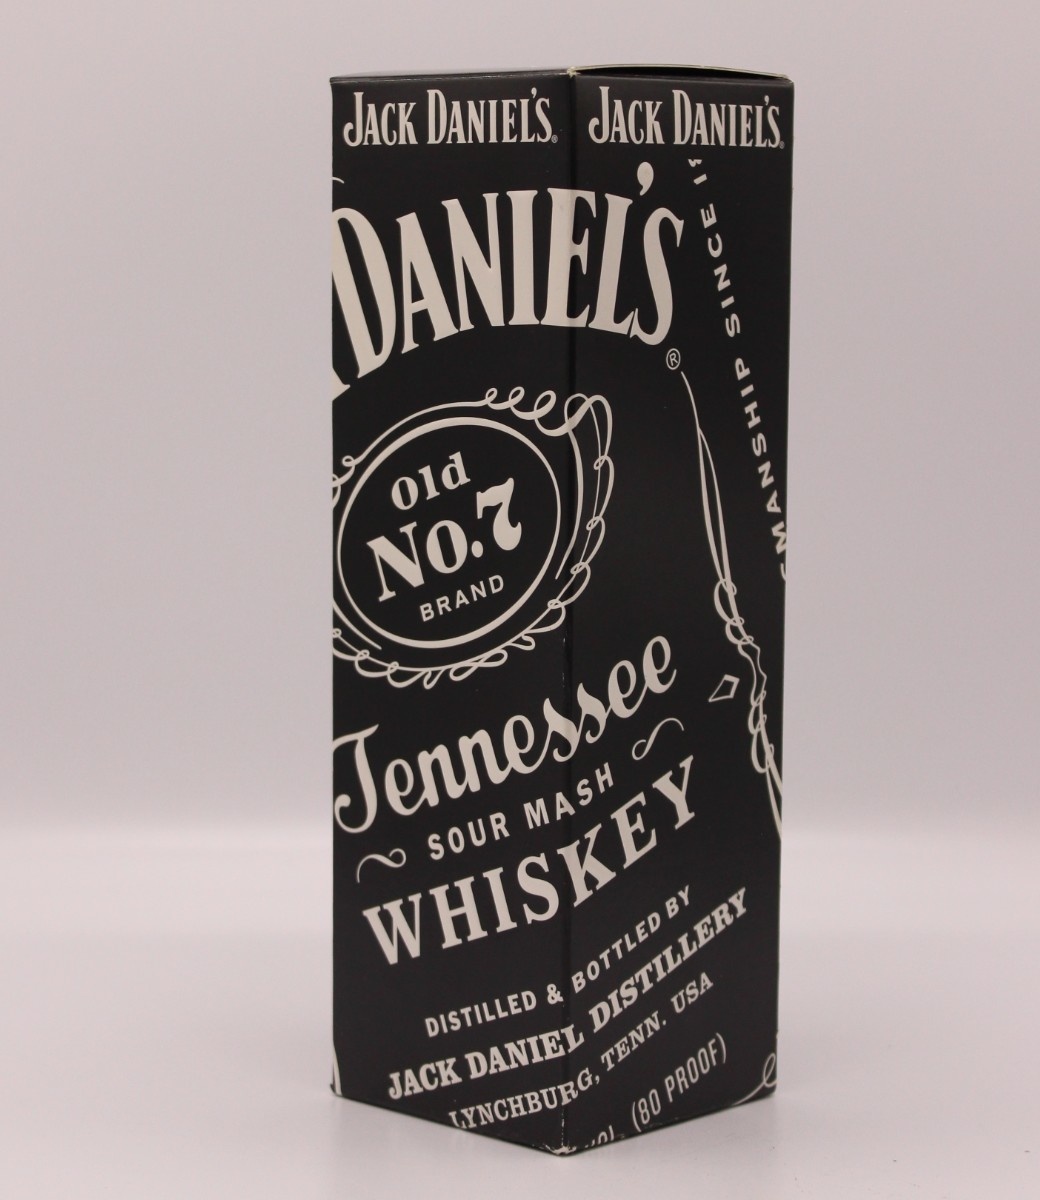 JACK DANIEL'S®
JACK DANIEL'S®
DANIEL'S®
Old
No.7
BRAND
Tennessee
SOUR MASH
WHISKEY
DISTILLED & BOTTLED BY
JACK DANIEL DISTILLERY
LYNCHBURG, TENN. USA
(80 PROOF)
SINCE